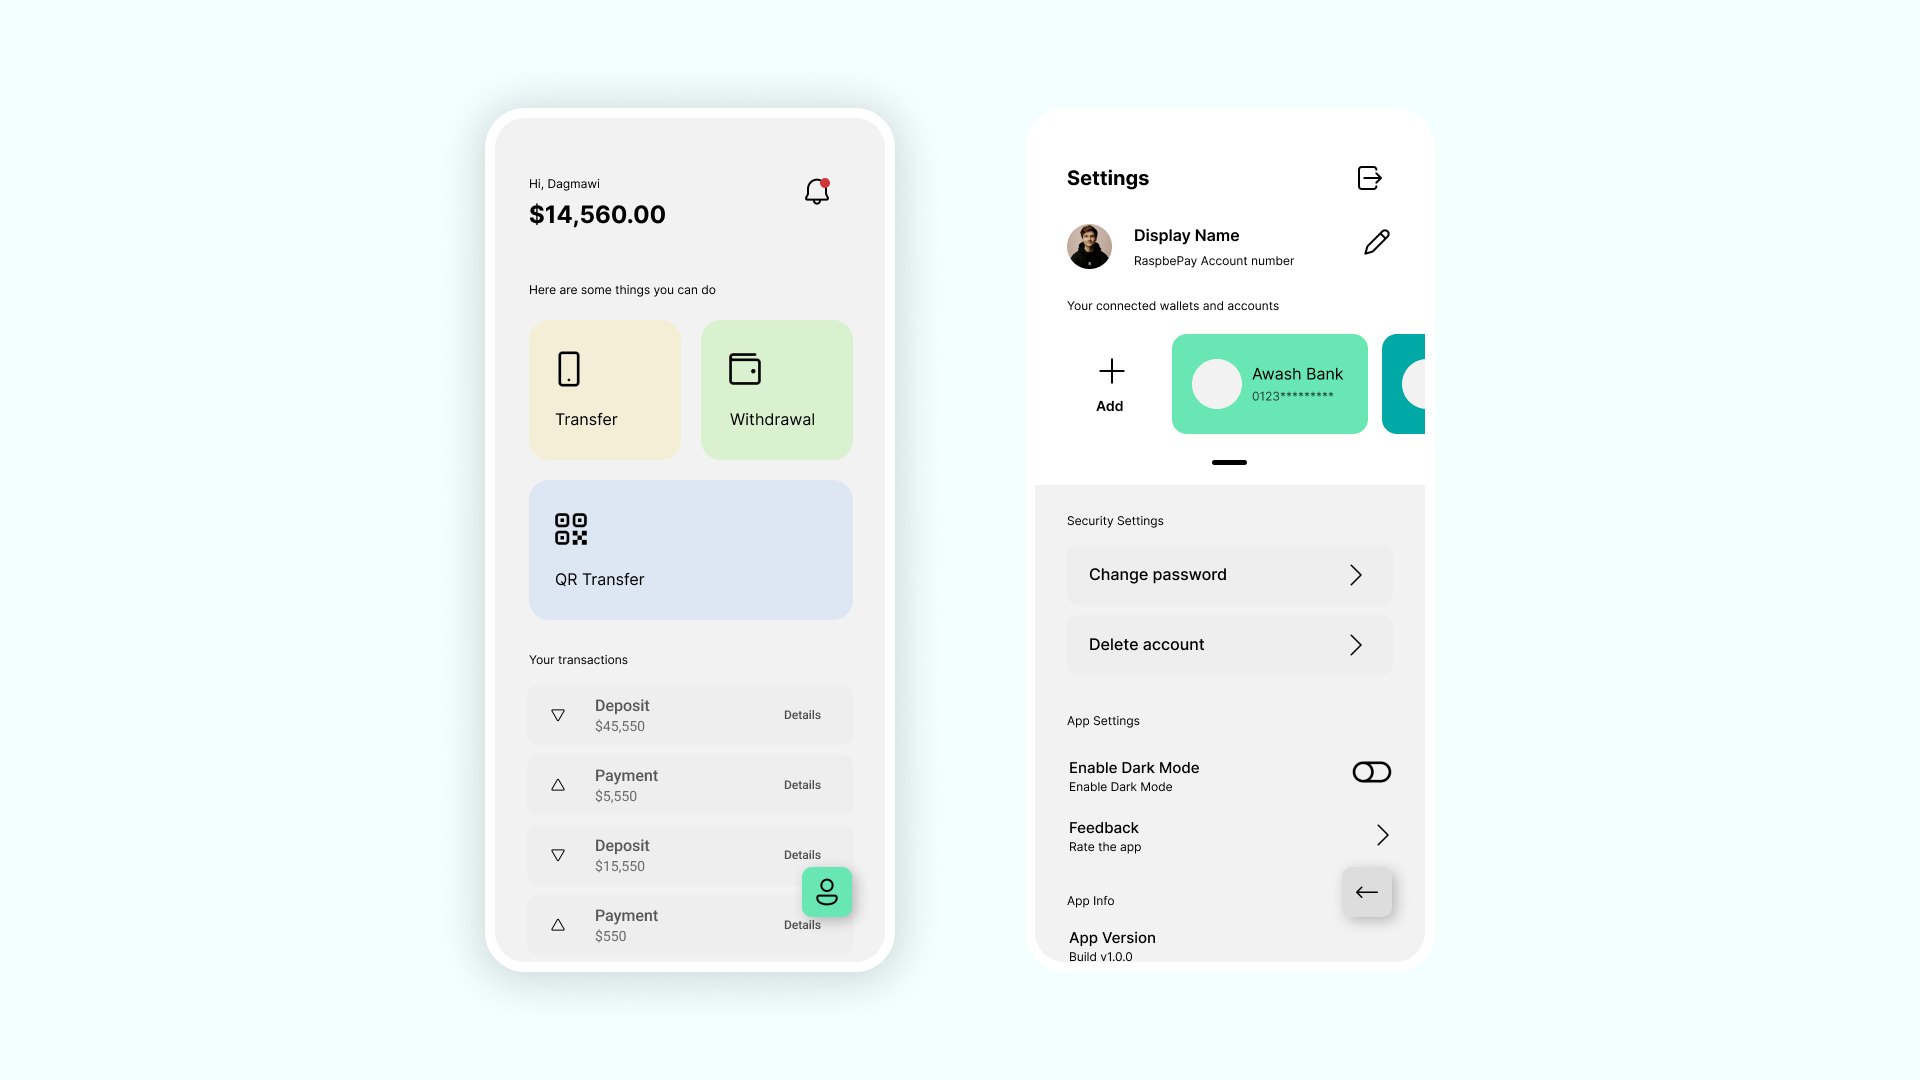 Hi, Dagmawi
$14,560.00
Here are some things you can do
Transfer
Withdrawal
QR Transfer
Your transactions
Deposit
$45,550
Details
Payment
$5,550
Details
Deposit
$15,550
Details
Payment
$550
Details
Settings
Display Name
RaspbePay Account number
Your connected wallets and accounts
Add
Awash Bank
0123*********
Security Settings
Change password
Delete account
App Settings
Enable Dark Mode
Enable Dark Mode
Feedback
Rate the app
App Info
App Version
Build v1.0.0